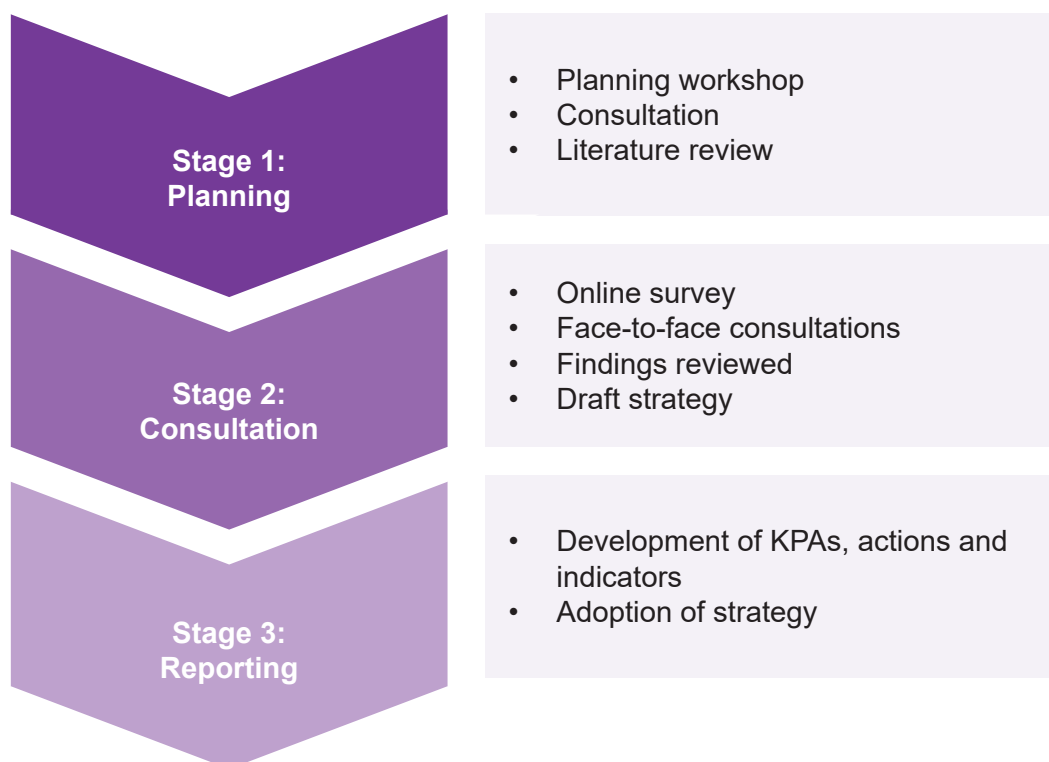 Stage 1:
Planning
• Planning workshop
• Consultation
• Literature review
Stage 2:
Consultation
• Online survey
• Face-to-face consultations
• Findings reviewed
• Draft strategy
Stage 3:
Reporting
• Development of KPAs, actions and
indicators
• Adoption of strategy